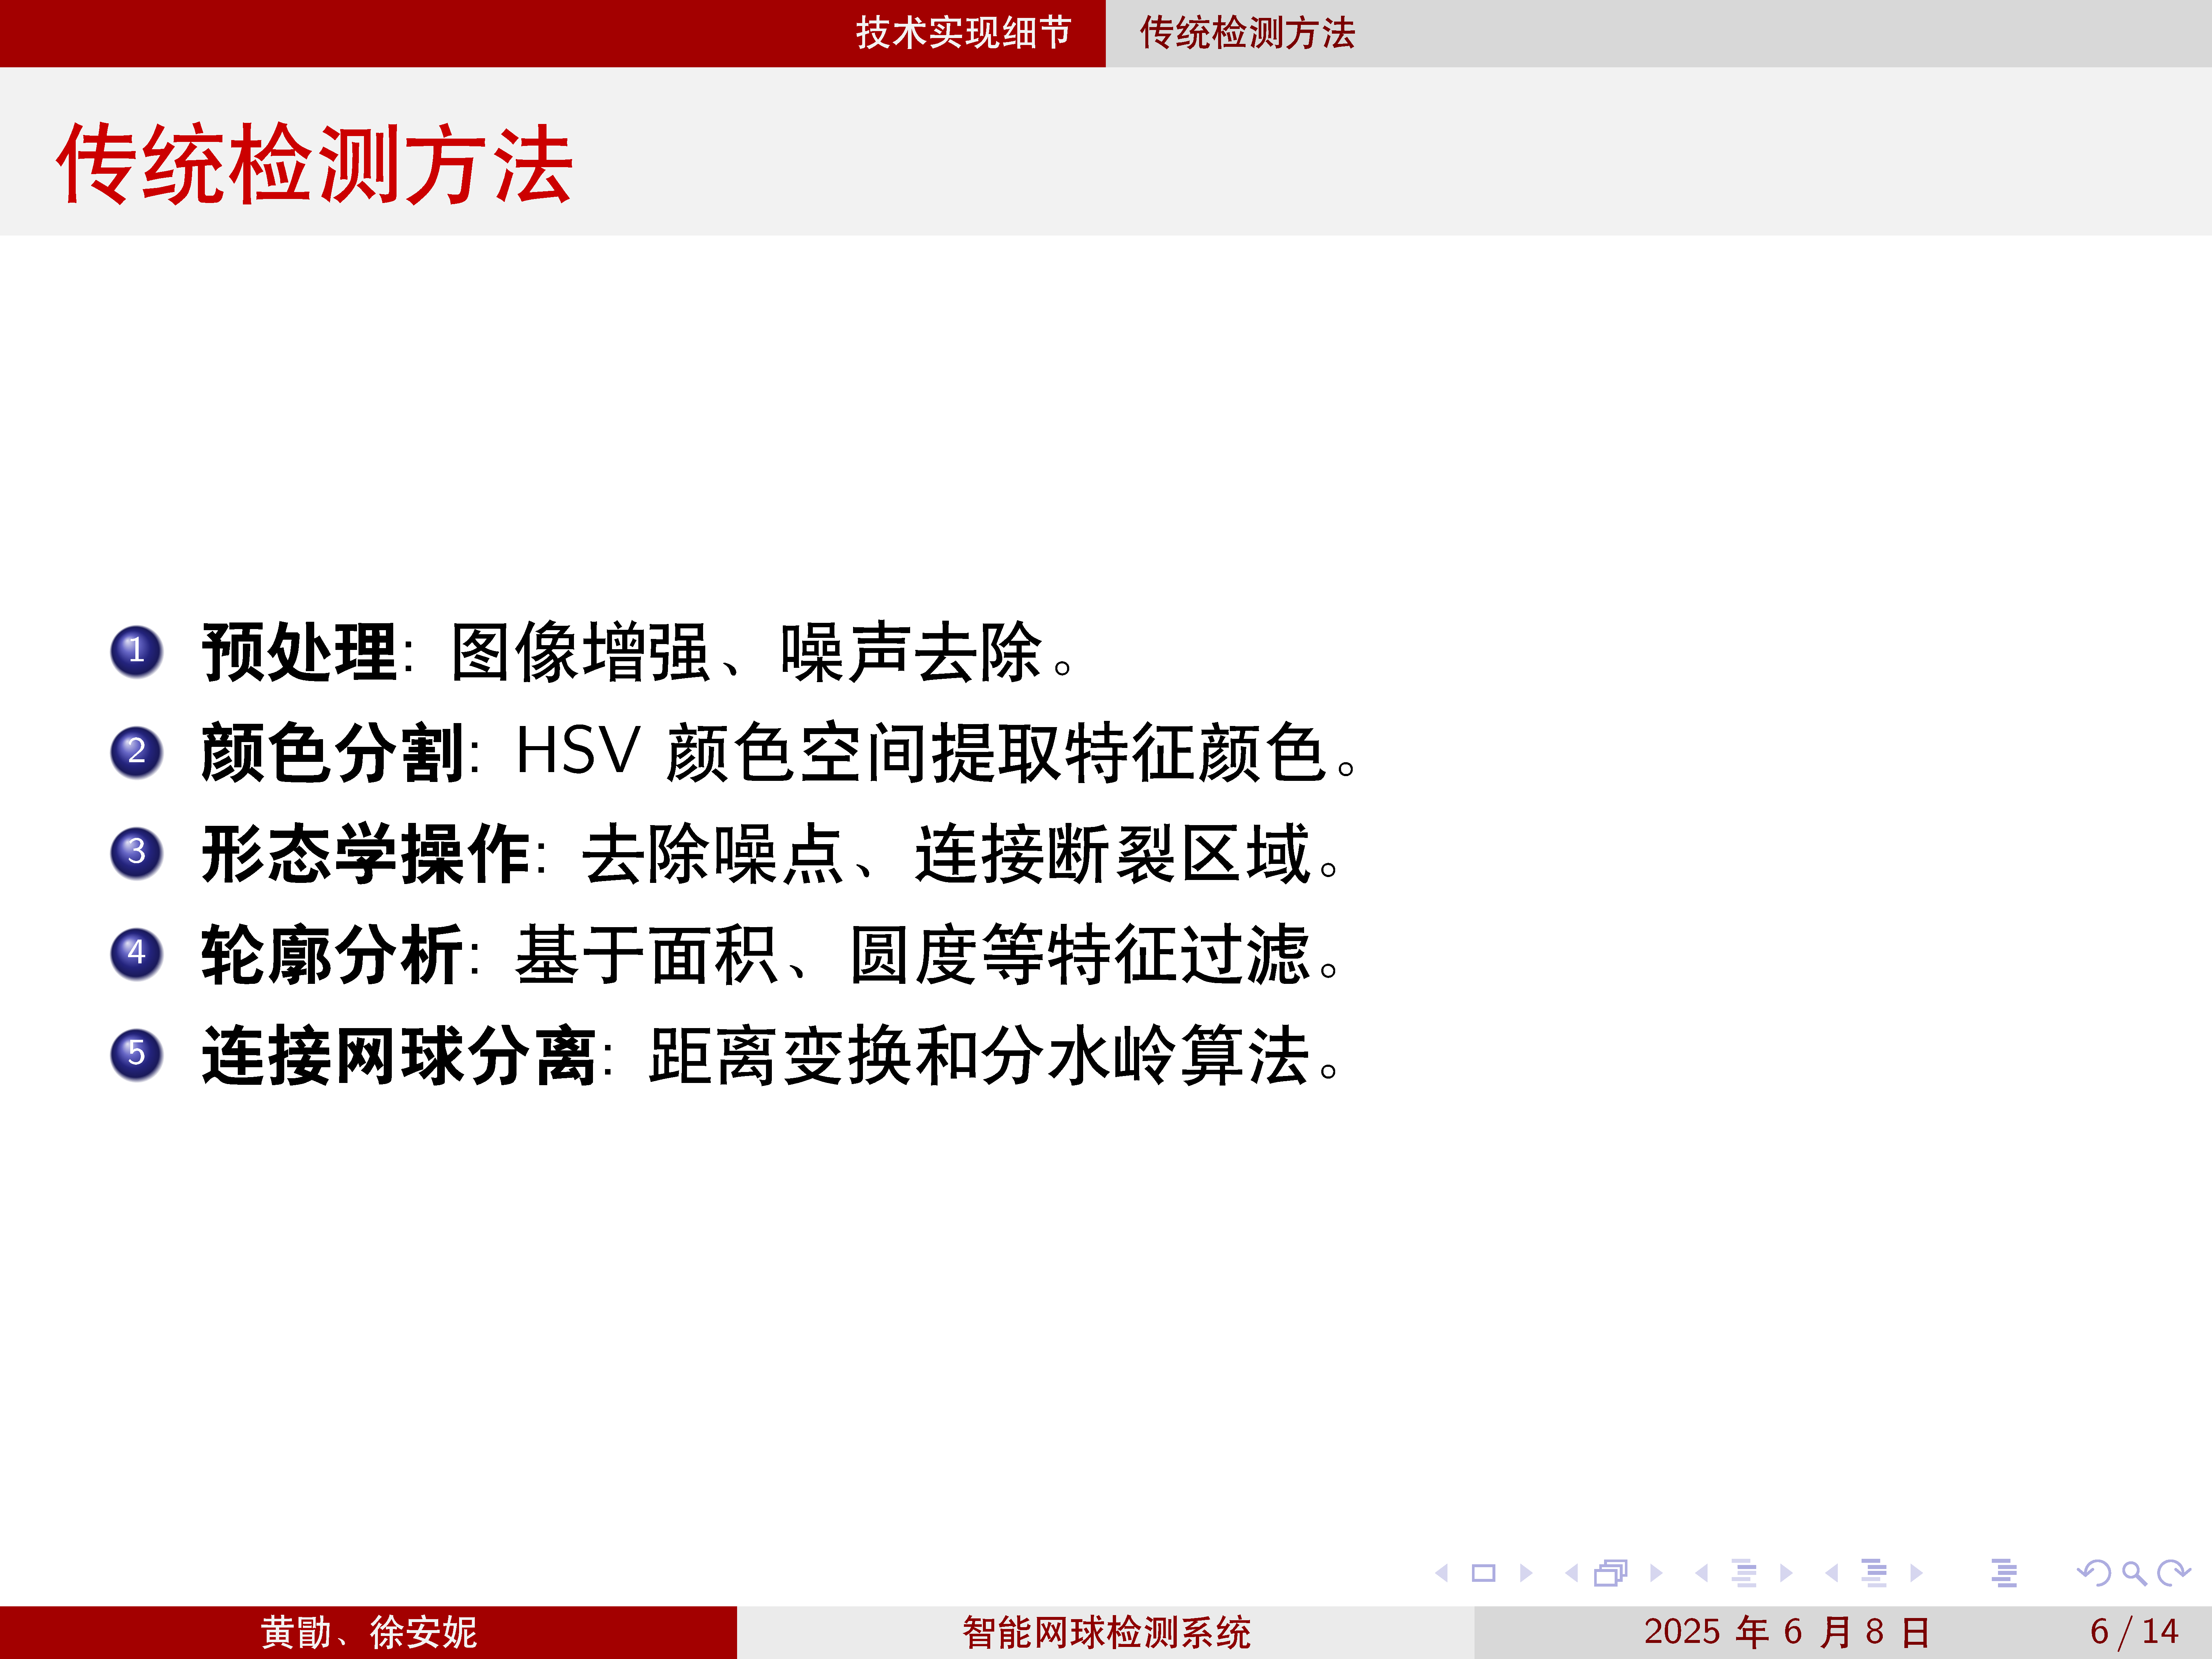 技术实现细节 传统检测方法
传统检测方法
1 预处理: 图像增强、噪声去除。
2 颜色分割: HSV 颜色空间提取特征颜色。
3 形态学操作: 去除噪点、连接断裂区域。
4 轮廓分析: 基于面积、圆度等特征过滤。
5 连接网球分离: 距离变换和分水岭算法。
黄勖、徐安妮 智能网球检测系统 2025 年 6 月 8 日 6 / 14